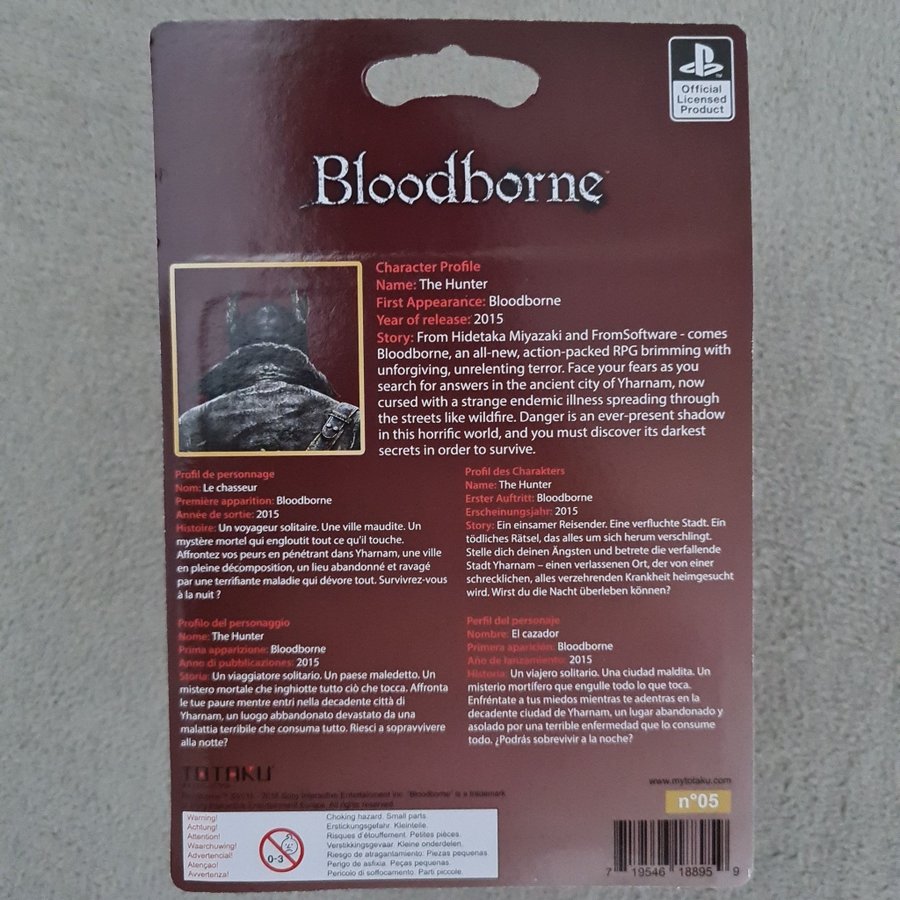 Official
Licensed
Product
Bloodborne
Character Profile
Name: The Hunter
First Appearance: Bloodborne
Year of release: 2015
Story: From Hidetaka Miyazaki and FromSoftware - comes
Bloodborne, an all-new, action-packed RPG brimming with
unforgiving, unrelenting terror. Face your fears as you
search for answers in the ancient city of Yharnam, now
cursed with a strange endemic illness spreading through
the streets like wildfire. Danger is an ever-present shadow
in this horrific world, and you must discover its darkest
secrets in order to survive.
Profil de personnage
Nom: Le chasseur
Première apparition: Bloodborne
Année de sortie: 2015
Histoire: Un voyageur solitaire. Une ville maudite. Un
mystère mortel qui engloutit tout ce qu'il touche.
Affrontez vos peurs en pénétrant dans Yharnam, une ville
en pleine décomposition, un lieu abandonné et ravagé
par une terrifiante maladie qui dévore tout. Survivrez-vous
à la nuit ?
Profil des Charakters
Name: The Hunter
Erster Auftritt: Bloodborne
Erscheinungsjahr: 2015
Story: Ein einsamer Reisender. Eine verfluchte Stadt. Ein
tödliches Rätsel, das alles um sich herum verschlingt.
Stelle dich deinen Ängsten und betrete die verfallende
Stadt Yharnam – einen verlassenen Ort, der von einer
schrecklichen, alles verzehrenden Krankheit heimgesucht
wird. Wirst du die Nacht überleben können?
Profilo del personaggio
Nome: The Hunter
Prima apparizione: Bloodborne
Anno di pubblicazione: 2015
Storia: Un viaggiatore solitario. Un paese maledetto. Un
mistero mortale che inghiotte tutto ciò che tocca. Affronta
le tue paure mentre entri nella decadente città di
Yharnam, un luogo abbandonato devastato da una
malattia terribile che consuma tutto. Riesci a sopravvivere
alla notte?
Perfil del personaje
Nombre: El cazador
Primera aparición: Bloodborne
Año de lanzamiento: 2015
Historia: Un viajero solitario. Una ciudad maldita. Un
misterio mortífero que engulle todo lo que toca.
Enfréntate a tus miedos mientras te adentras en la
decadente ciudad de Yharnam, un lugar abandonado y
asolado por una terrible enfermedad que lo consume
todo. ¿Podrás sobrevivir a la noche?
TOTAKU
Sony Interactive Entertainment Inc. "Bloodborne" is a trademark
Entertainment Europe. All rights reserved.
www.mytotaku.com
n°05
Warning!
Achtung!
Attention!
Waarchuwing!
Advertencia!
Atençao!
Avvertenza!
0-3
Choking hazard. Small parts.
Erstickungsgefahr. Kleinteile.
Risques d'étouffement. Petites pièces.
Verstikkingsgevaar. Kleine onderdelen.
Riesgo de atragantamiento. Piezas pequenas.
Perigo de asfixia. Peças pequenas.
Pericolo di soffocamento. Parti piccole.
7 19546 18895 9